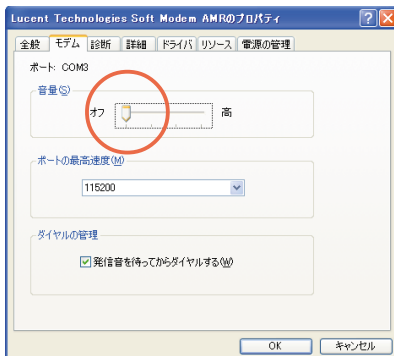 Lucent Technologies Soft Modem AMRのプロパティ
全般 モデム 診断 詳細 ドライバ リソース 電源の管理
ポート: COM3
音量(S)
オフ 高
ポートの最高速度(M)
115200
ダイヤルの管理
発信音を待ってからダイヤルする(W)
OK キャンセル